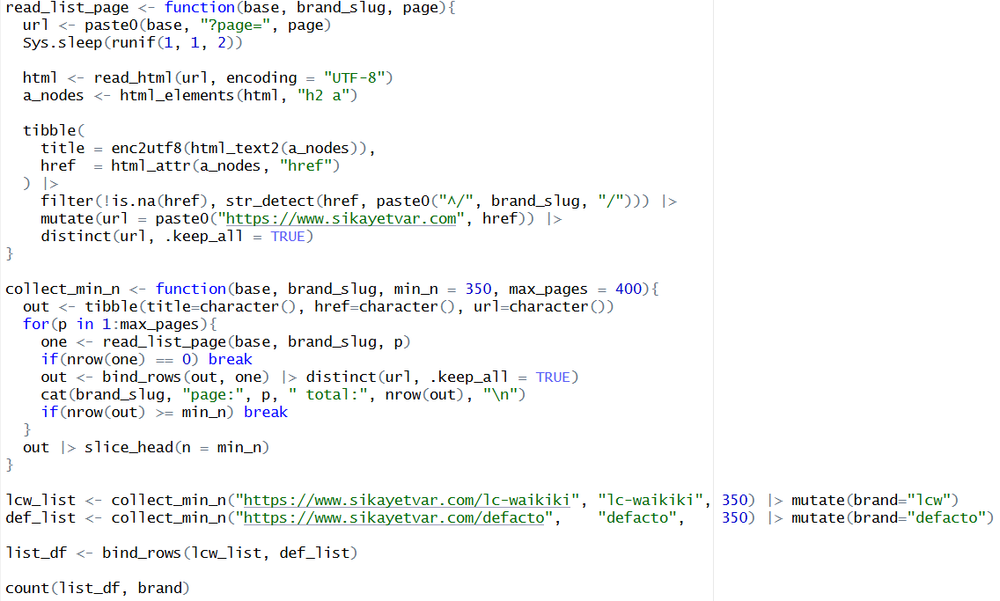 read_list_page <- function(base, brand_slug, page){
  url <- paste0(base, "?page=", page)
  Sys.sleep(runif(1, 1, 2))

  html <- read_html(url, encoding = "UTF-8")
  a_nodes <- html_elements(html, "h2 a")

  tibble(
    title = enc2utf8(html_text2(a_nodes)),
    href  = html_attr(a_nodes, "href")
  ) |>
    filter(!is.na(href), str_detect(href, paste0("^/", brand_slug, "/"))) |>
    mutate(url = paste0("https://www.sikayetvar.com", href)) |>
    distinct(url, .keep_all = TRUE)
}

collect_min_n <- function(base, brand_slug, min_n = 350, max_pages = 400){
  out <- tibble(title=character(), href=character(), url=character())
  for(p in 1:max_pages){
    one <- read_list_page(base, brand_slug, p)
    if(nrow(one) == 0) break
    out <- bind_rows(out, one) |> distinct(url, .keep_all = TRUE)
    cat(brand_slug, "page:", p, " total:", nrow(out), "\n")
    if(nrow(out) >= min_n) break
  }
  out |> slice_head(n = min_n)
}

lcw_list <- collect_min_n("https://www.sikayetvar.com/lc-waikiki", "lc-waikiki", 350) |> mutate(brand="lcw")
def_list <- collect_min_n("https://www.sikayetvar.com/defacto",    "defacto",    350) |> mutate(brand="defacto")

list_df <- bind_rows(lcw_list, def_list)

count(list_df, brand)